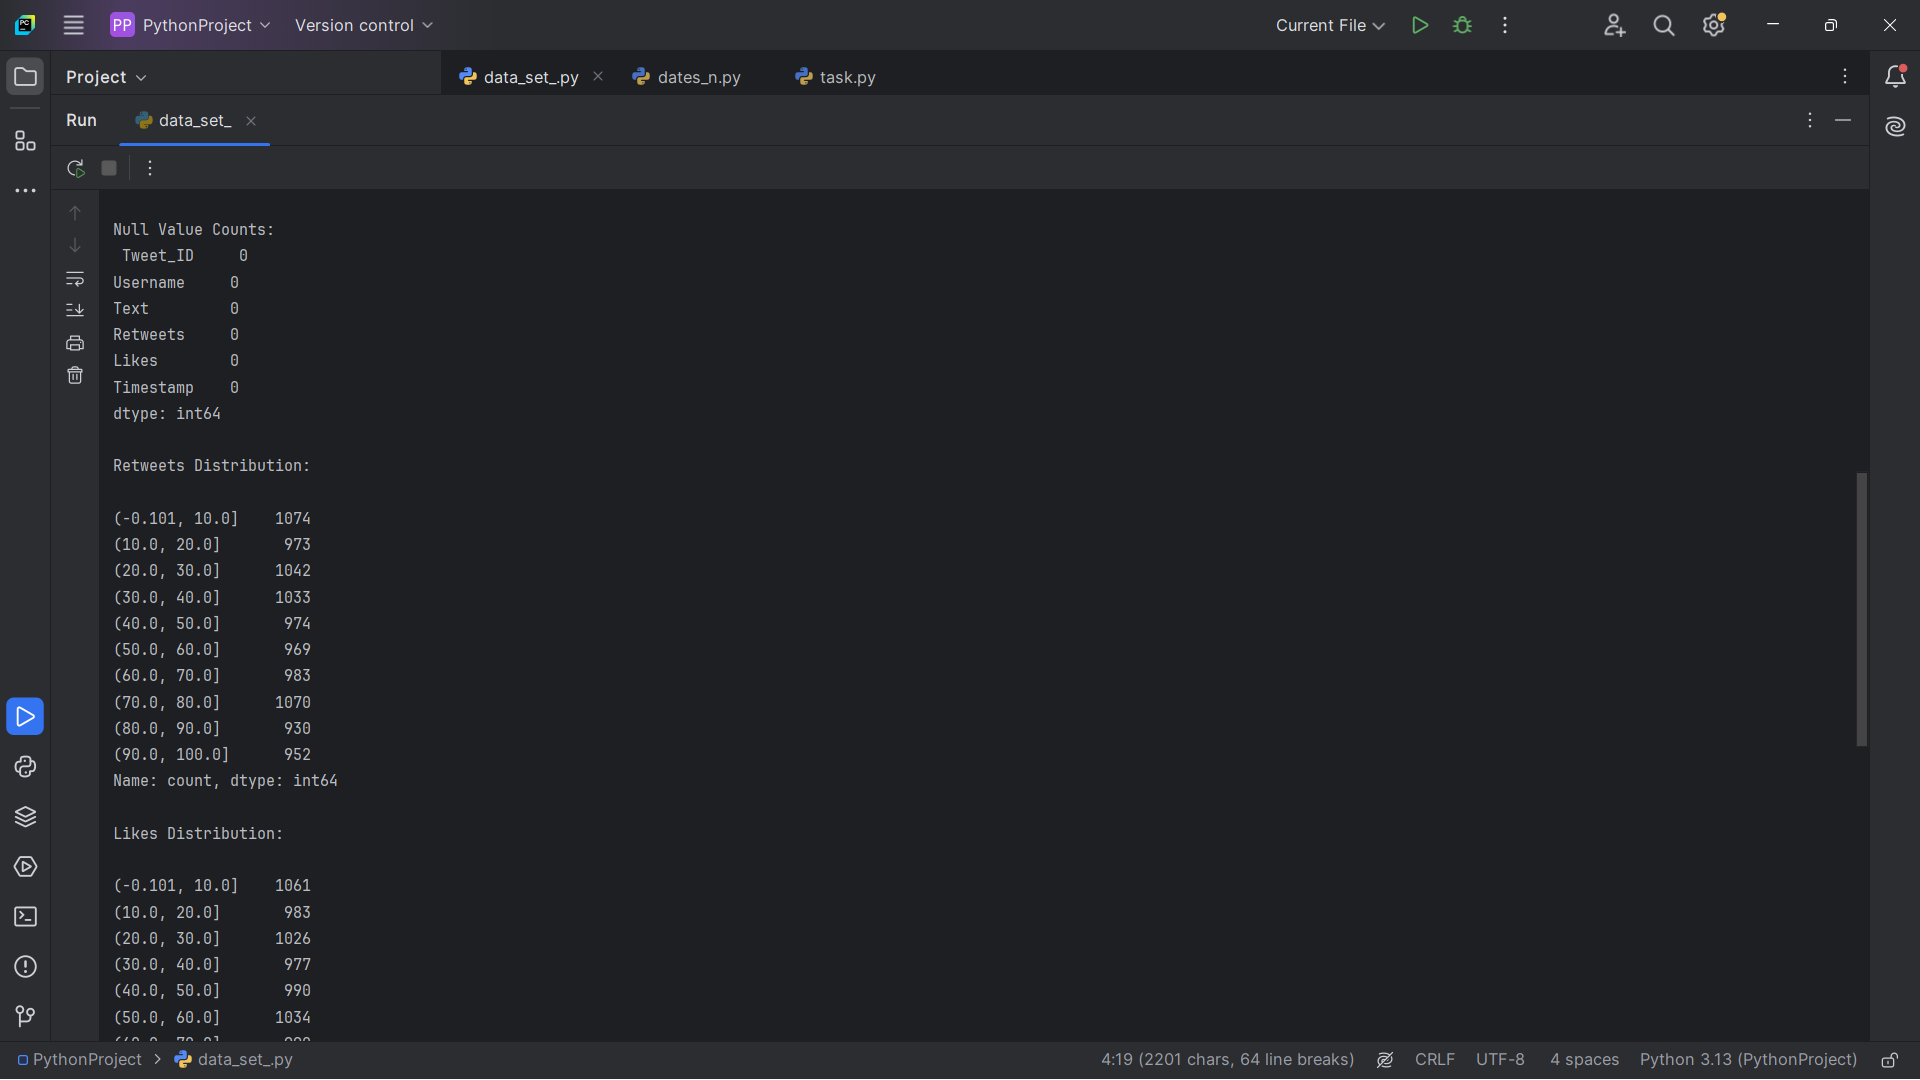 PP PythonProject Version control Current File
Project data_set_.py dates_n.py task.py
Run data_set_
Null Value Counts:
Tweet_ID 0
Username 0
Text 0
Retweets 0
Likes 0
Timestamp 0
dtype: int64
Retweets Distribution:
(-0.101, 10.0] 1074
(10.0, 20.0] 973
(20.0, 30.0] 1042
(30.0, 40.0] 1033
(40.0, 50.0] 974
(50.0, 60.0] 969
(60.0, 70.0] 983
(70.0, 80.0] 1070
(80.0, 90.0] 930
(90.0, 100.0] 952
Name: count, dtype: int64
Likes Distribution:
(-0.101, 10.0] 1061
(10.0, 20.0] 983
(20.0, 30.0] 1026
(30.0, 40.0] 977
(40.0, 50.0] 990
(50.0, 60.0] 1034
PythonProject > data_set_.py 4:19 (2201 chars, 64 line breaks) CRLF UTF-8 4 spaces Python 3.13 (PythonProject)